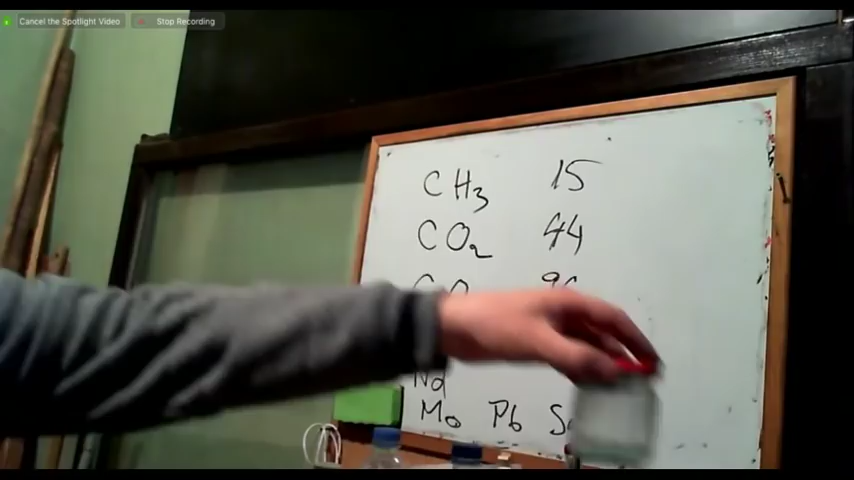 Cancel the Spotlight Video Stop Recording
CH3 15
CO2 44
Nd
Mo Pb